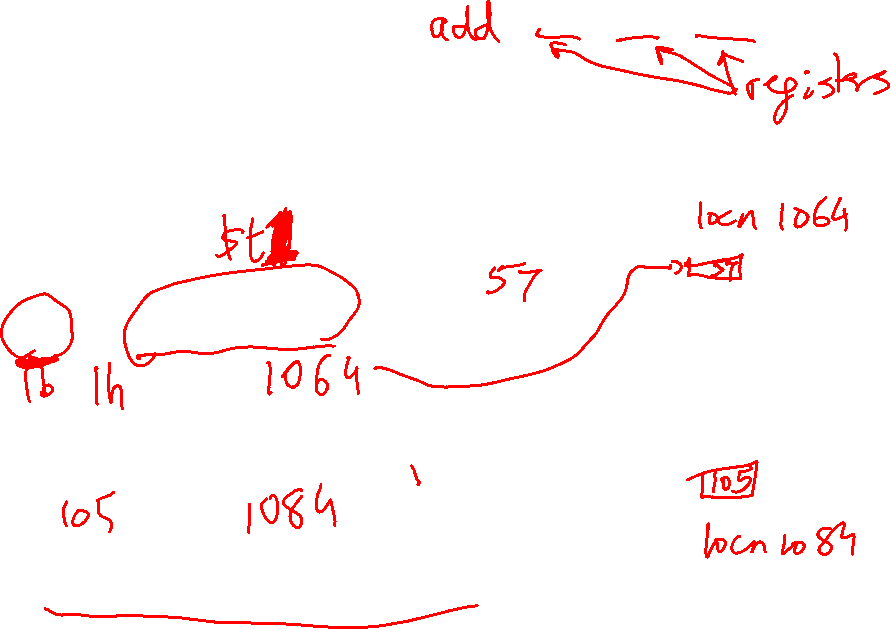 add
registers
locn 1064
$t1
57
57
lb lh 1064
105
105 1084
locn 1084